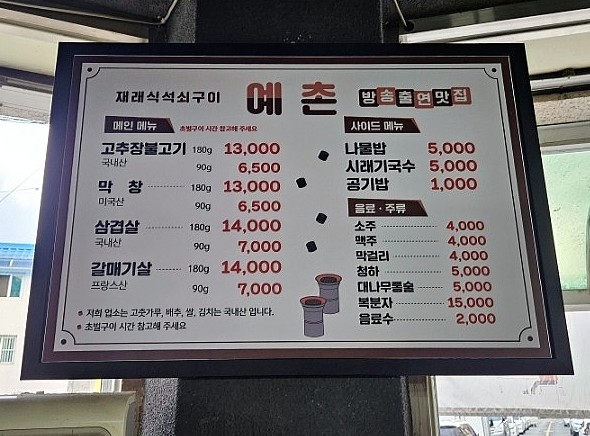 재래식석쇠구이 예촌 방송출연맛집
메인 메뉴 초벌구이 시간 참고해 주세요
고추장불고기 180g 13,000
국내산 90g 6,500
막창 180g 13,000
미국산 90g 6,500
삼겹살 180g 14,000
국내산 90g 7,000
갈매기살 180g 14,000
프랑스산 90g 7,000
저희 업소는 고춧가루, 배추, 쌀, 김치는 국내산 입니다.
초벌구이 시간 참고해 주세요
사이드 메뉴
나물밥 5,000
시래기국수 5,000
공기밥 1,000
음료 · 주류
소주 4,000
맥주 4,000
막걸리 4,000
청하 5,000
대나무통술 5,000
복분자 15,000
음료수 2,000